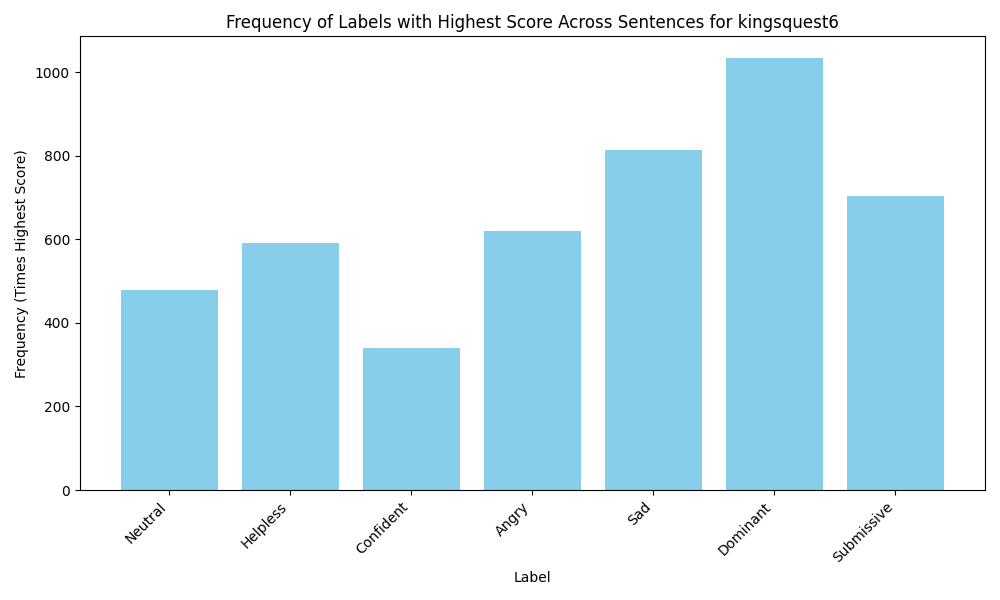 Frequency of Labels with Highest Score Across Sentences for kingsquest6
Frequency (Times Highest Score)
1000
800
600
400
200
0
Neutral
Helpless
Confident
Angry
Sad
Dominant
Submissive
Label